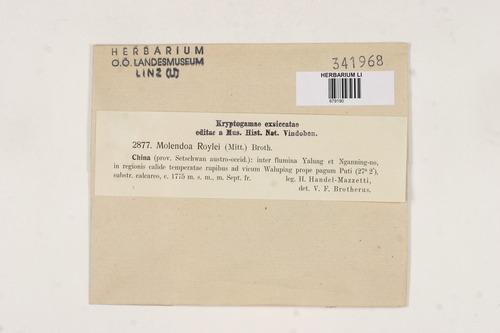 HERBARIUM
O.Ö. LANDESMUSEUM
LINZ (LI)
341968
HERBARIUM LI
Kryptogamae exsiccatae
editae a Mus. Hist. Nat. Vindobon.
2877. Molendoa Roylei (Mitt.) Broth.
China (prov. Setschwan austro-occid.): inter flumina Yalung et Nganning-ho,
in regionis calide temperatae rupibus ad vicum Waluping prope pagum Puti (27° 2'),
substr. calcareo, c. 1775 m. s. m., m. Sept. fr. leg. H. Handel-Mazzetti,
det. V. F. Brotherus.